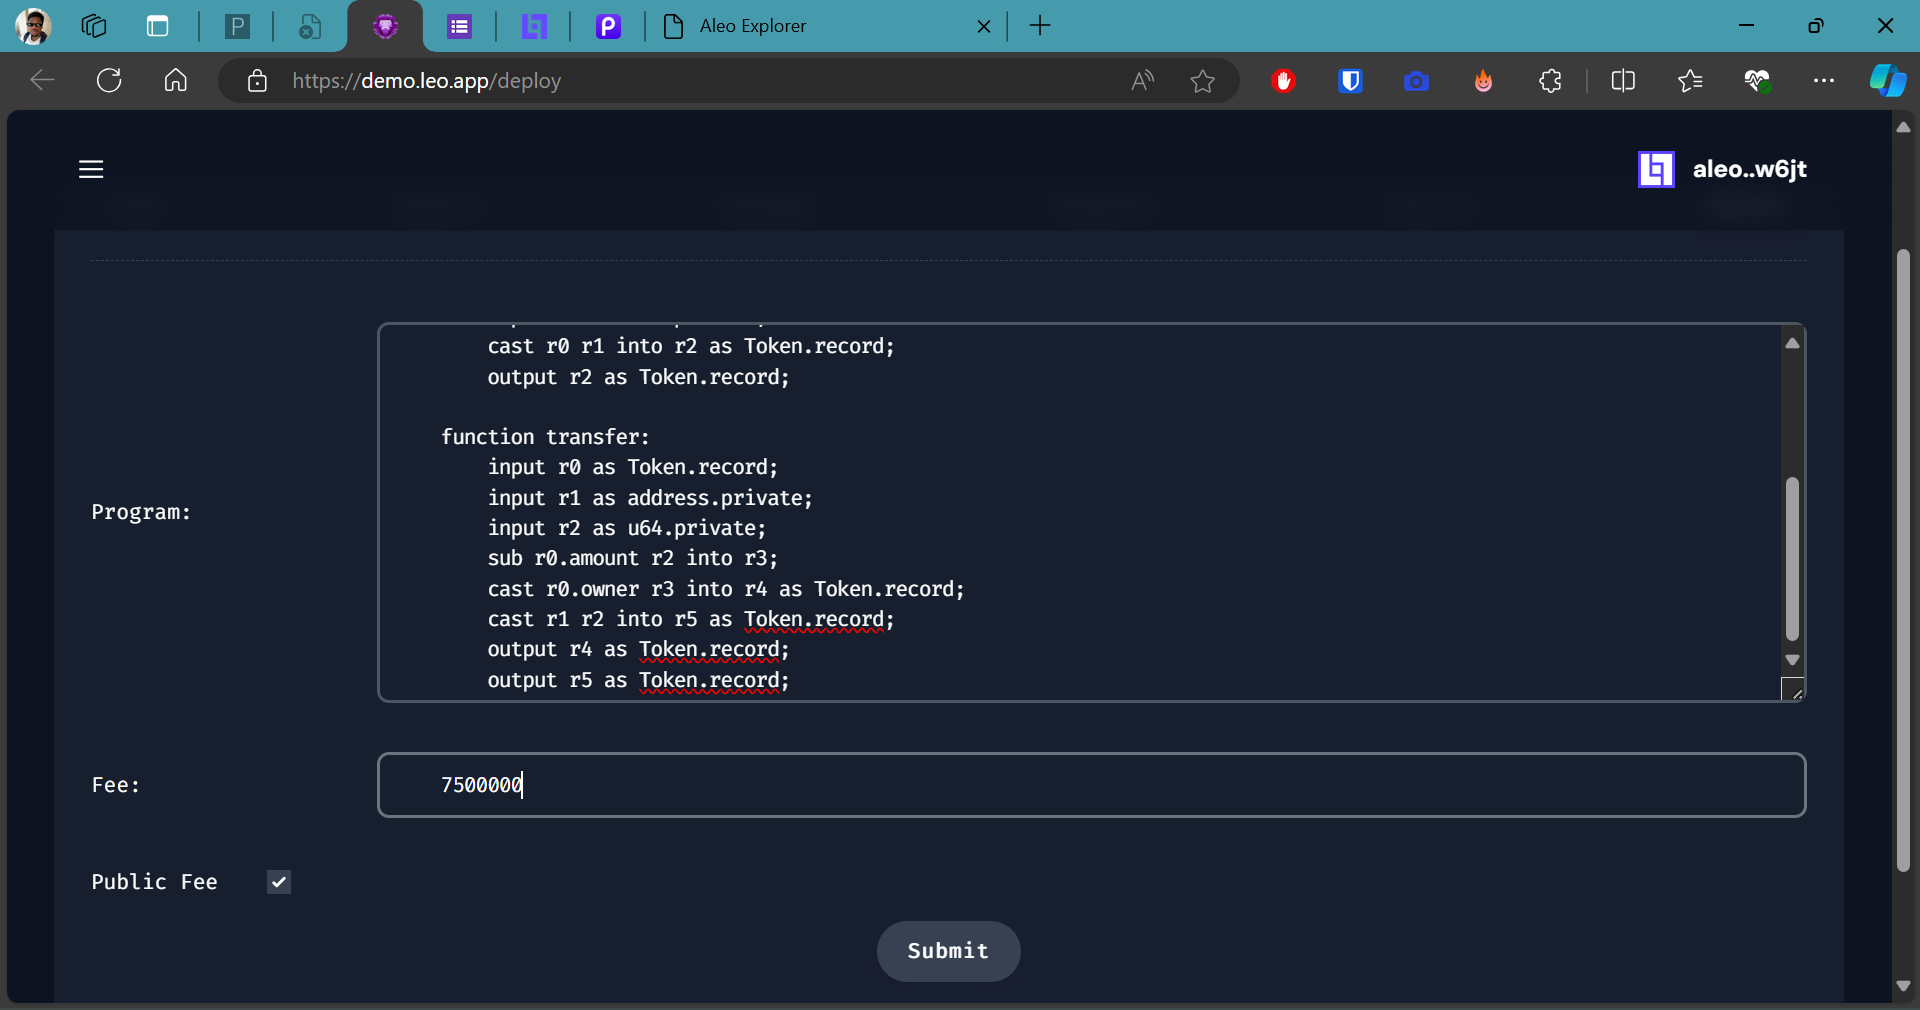 P
P
Aleo Explorer
https://demo.leo.app/deploy
aleo..w6jt
cast r0 r1 into r2 as Token.record;
output r2 as Token.record;
function transfer:
input r0 as Token.record;
input r1 as address.private;
input r2 as u64.private;
sub r0.amount r2 into r3;
cast r0.owner r3 into r4 as Token.record;
cast r1 r2 into r5 as Token.record;
output r4 as Token.record;
output r5 as Token.record;
Program:
Fee:
7500000
Public Fee
Submit